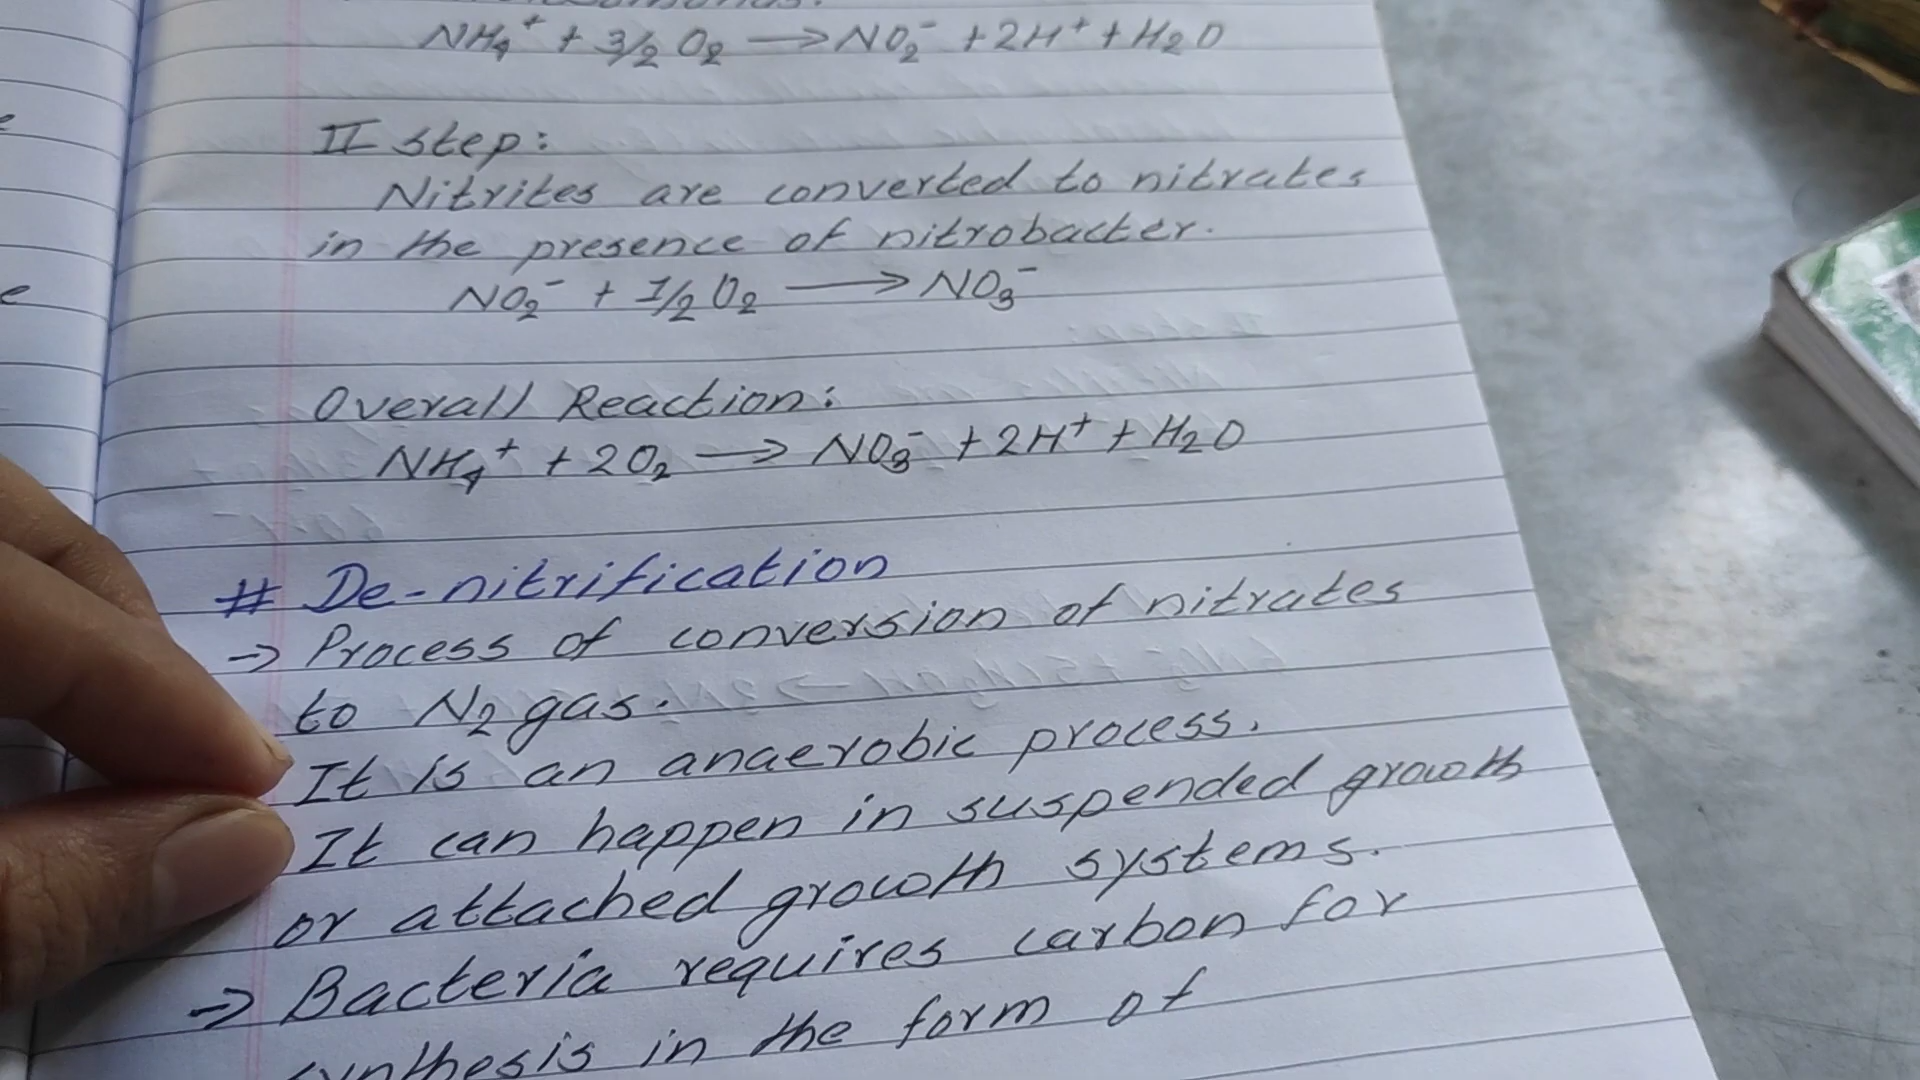 NH₄⁺ + 3/2 O₂ → NO₂⁻ + 2H⁺ + H₂O
II step:
Nitrites are converted to nitrates
in the presence of nitrobacter.
NO₂⁻ + 1/2 O₂ → NO₃⁻
Overall Reaction:
NH₄⁺ + 2O₂ → NO₃⁻ + 2H⁺ + H₂O
# De-nitrification
→ Process of conversion of nitrates
to N₂ gas.
It is an anaerobic process.
It can happen in suspended growth
or attached growth systems.
→ Bacteria requires carbon for
synthesis in the form of